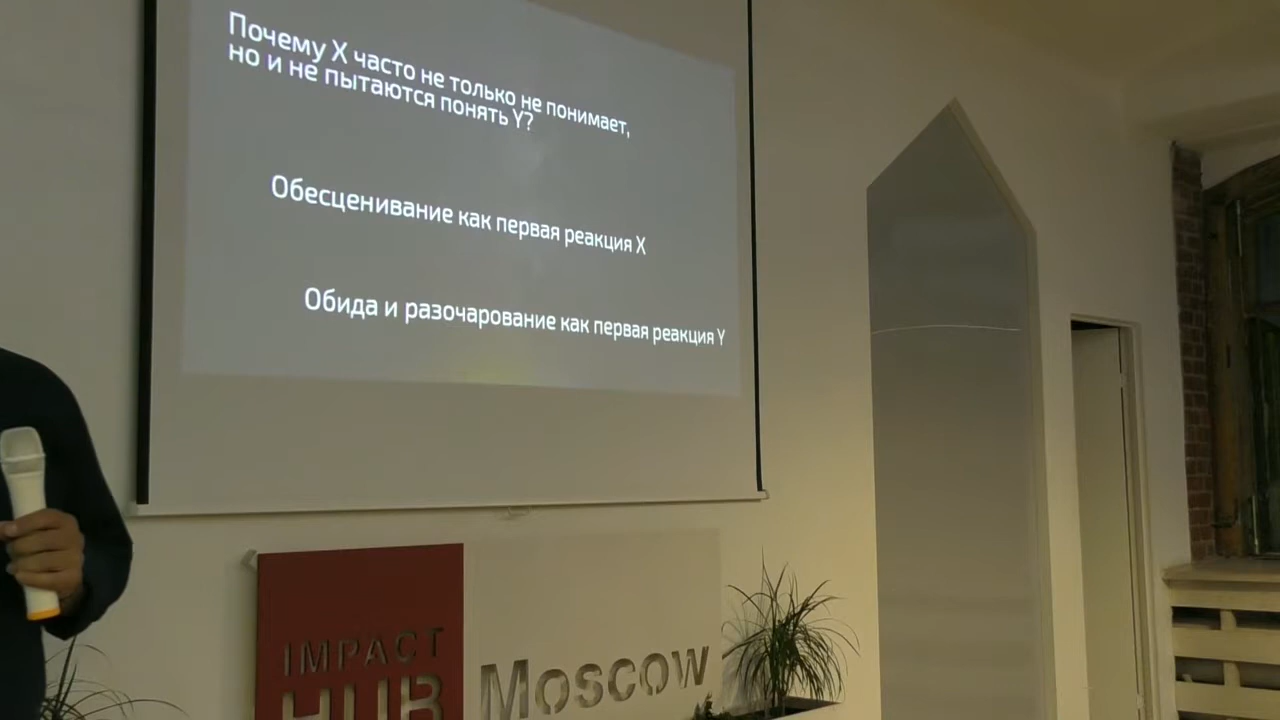 Почему X часто не только не понимает,
но и не пытаются понять Y?
Обесценивание как первая реакция X
Обида и разочарование как первая реакция Y
IMPACT
HUB
Moscow